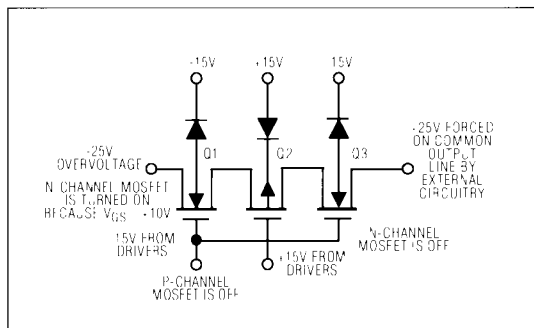 -15V
+15V
15V
-25V
OVERVOLTAGE
Q1
Q2
Q3
-25V FORCED
ON COMMON
OUTPUT
LINE BY
EXTERNAL
CIRCUITRY
N CHANNEL MOSFET
IS TURNED ON
BECAUSE VGS -10V
15V FROM
DRIVERS
+15V FROM
DRIVERS
N-CHANNEL
MOSFET IS OFF
P-CHANNEL
MOSFET IS OFF